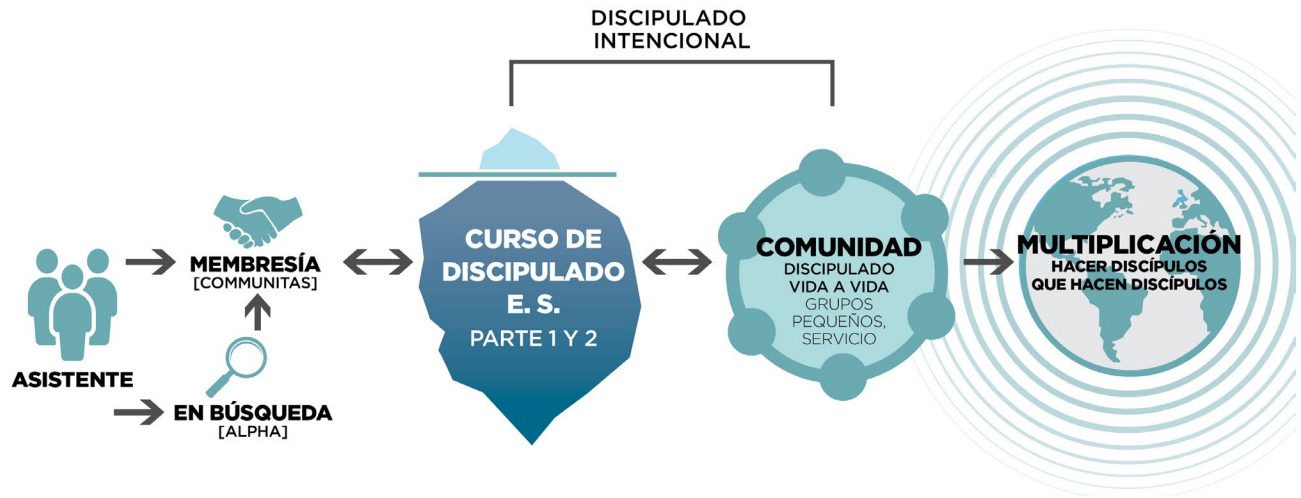 DISCIPULADO
INTENCIONAL
ASISTENTE
MEMBRESÍA
[COMMUNITAS]
EN BÚSQUEDA
[ALPHA]
CURSO DE
DISCIPULADO
E. S.
PARTE 1 Y 2
COMUNIDAD
DISCIPULADO
VIDA A VIDA
GRUPOS
PEQUEÑOS,
SERVICIO
MULTIPLICACIÓN
HACER DISCÍPULOS
QUE HACEN DISCÍPULOS